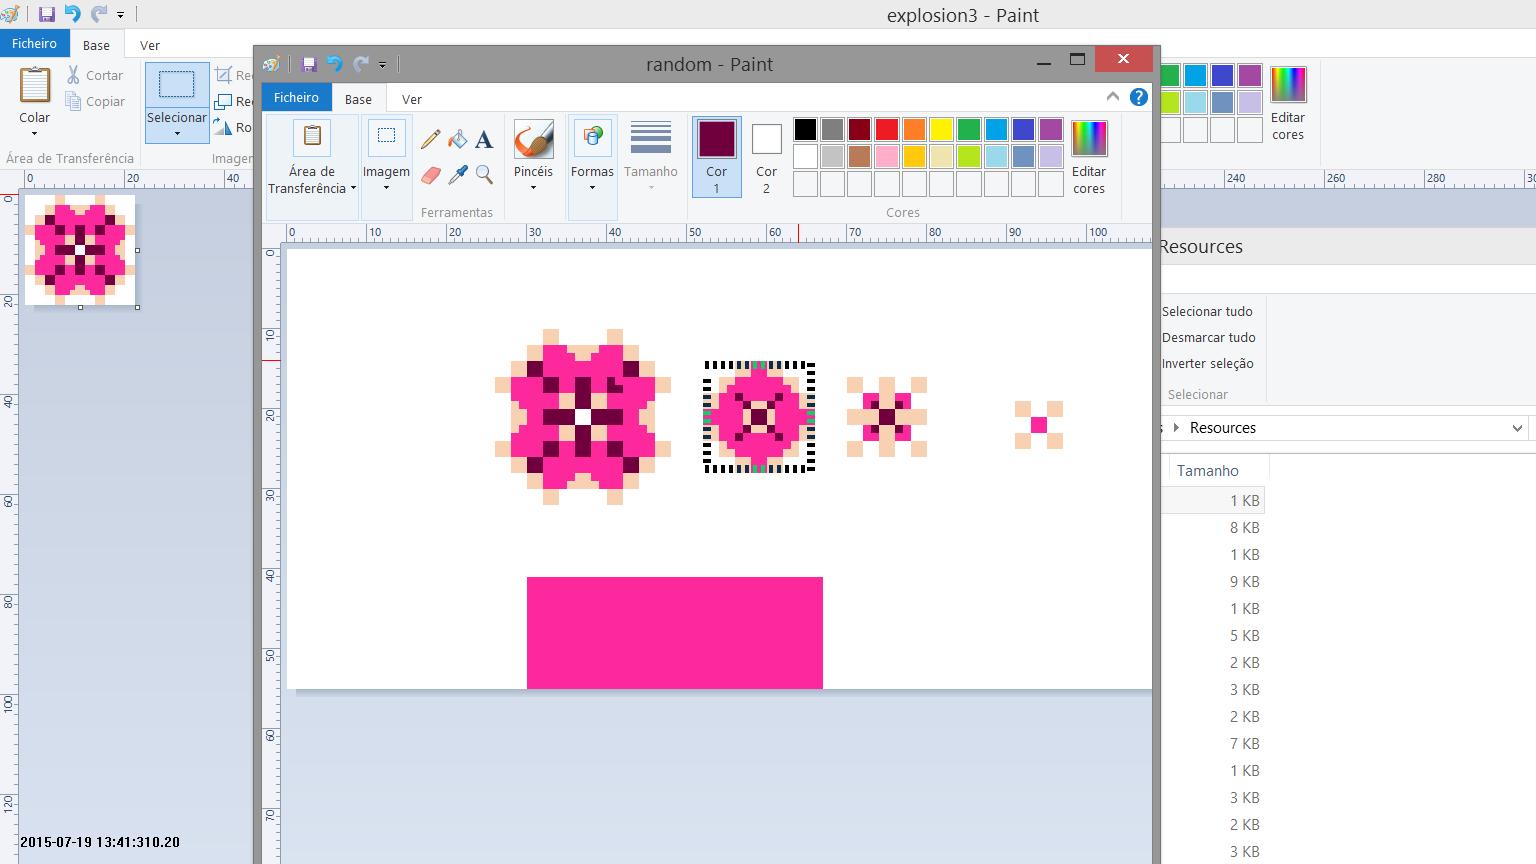 explosion3 - Paint
Ficheiro Base Ver
Colar
Cortar
Copiar
Área de Transferência
Selecionar
Rec
Rec
Ro
Imagem
0 20 40
240 260 280
0
20
40
60
80
100
120
random - Paint
Ficheiro Base Ver
Área de
Transferência
Imagem
A
Ferramentas
Pincéis
Formas
Tamanho
Cor
1
Cor
2
Cores
Editar
cores
Editar
cores
0 10 20 30 40 50 60 70 80 90 100
0
10
20
30
40
50
60
70
Resources
Selecionar tudo
Desmarcar tudo
Inverter seleção
Selecionar
Resources
Tamanho
1 KB
8 KB
1 KB
9 KB
1 KB
5 KB
2 KB
3 KB
2 KB
7 KB
1 KB
3 KB
2 KB
3 KB
2015-07-19 13:41:310.20